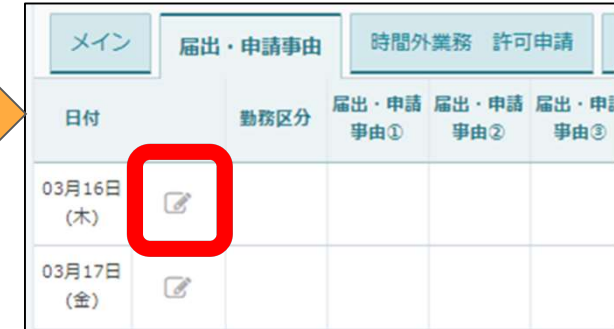 メイン
届出・申請事由
時間外業務 許可申請
日付
勤務区分
届出・申請
事由①
届出・申請
事由②
届出・申
事由③
03月16日
(木)
03月17日
(金)